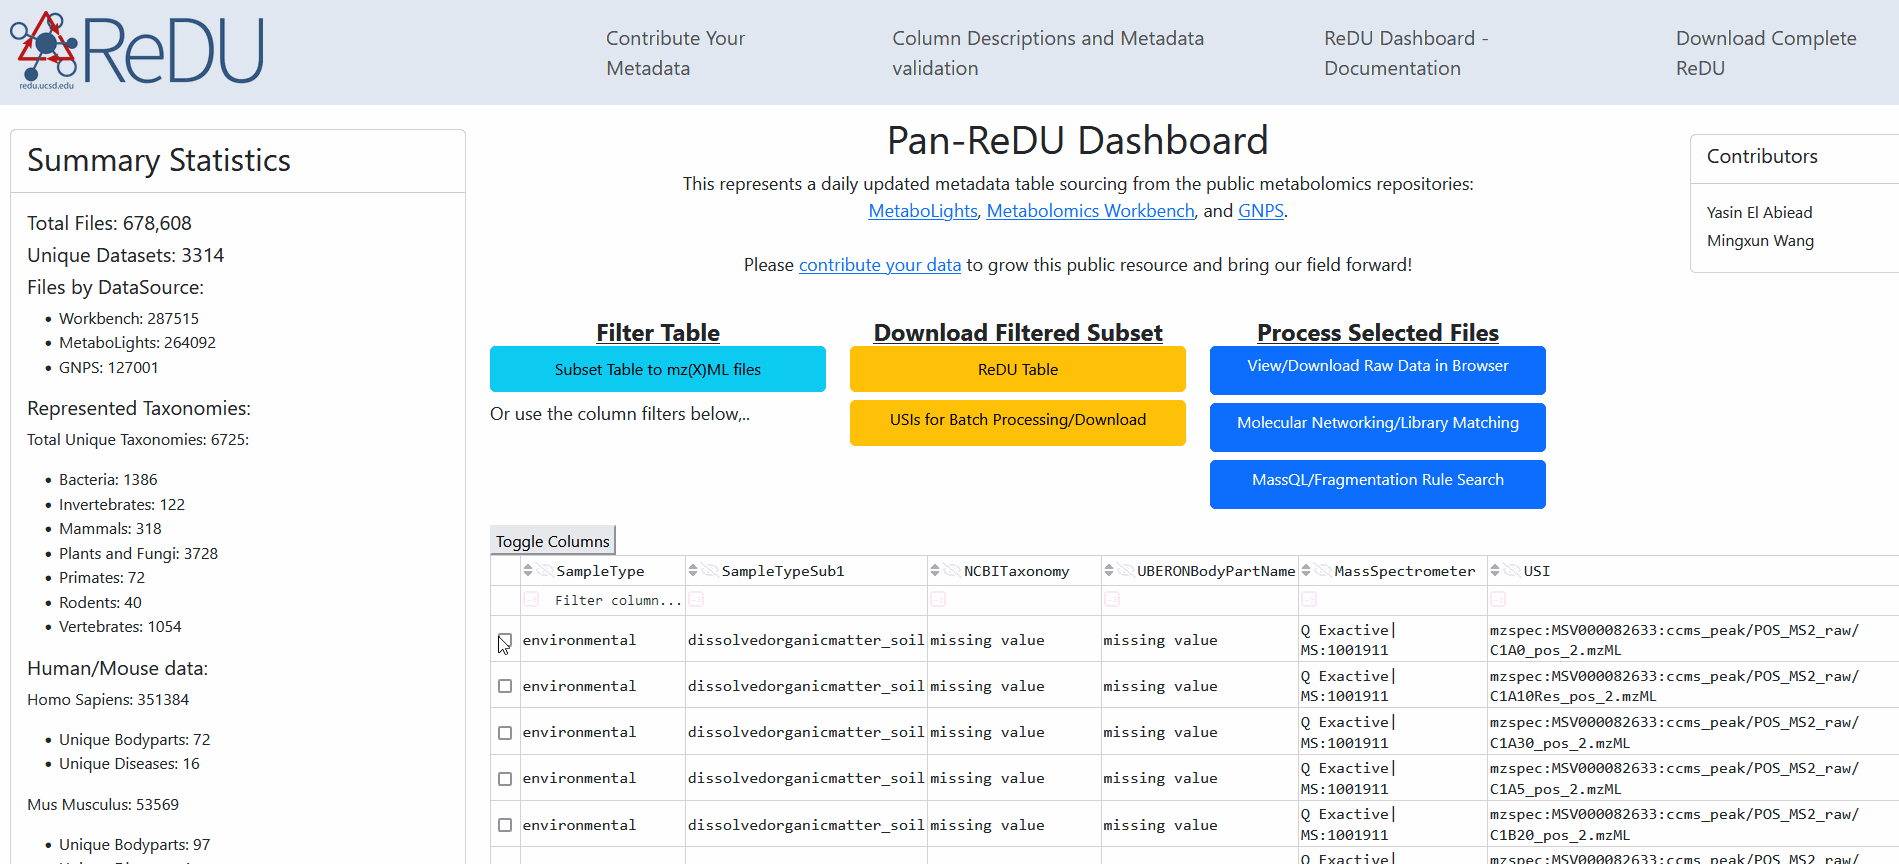 ReDU
redu.ucsd.edu
Contribute Your
Metadata
Column Descriptions and Metadata
validation
ReDU Dashboard -
Documentation
Download Complete
ReDU
Summary Statistics
Total Files: 678,608
Unique Datasets: 3314
Files by DataSource:
Workbench: 287515
MetaboLights: 264092
GNPS: 127001
Represented Taxonomies:
Total Unique Taxonomies: 6725:
Bacteria: 1386
Invertebrates: 122
Mammals: 318
Plants and Fungi: 3728
Primates: 72
Rodents: 40
Vertebrates: 1054
Human/Mouse data:
Homo Sapiens: 351384
Unique Bodyparts: 72
Unique Diseases: 16
Mus Musculus: 53569
Unique Bodyparts: 97
Pan-ReDU Dashboard
This represents a daily updated metadata table sourcing from the public metabolomics repositories:
MetaboLights, Metabolomics Workbench, and GNPS.
Please contribute your data to grow this public resource and bring our field forward!
Contributors
Yasin El Abiead
Mingxun Wang
Filter Table
Subset Table to mz(X)ML files
Or use the column filters below,..
Download Filtered Subset
ReDU Table
USIs for Batch Processing/Download
Process Selected Files
View/Download Raw Data in Browser
Molecular Networking/Library Matching
MassQL/Fragmentation Rule Search
Toggle Columns
SampleType SampleTypeSub1 NCBITaxonomy UBERONBodyPartName MassSpectrometer USI
Filter column...
environmental dissolvedorganicmatter_soil missing value missing value Q Exactive| mzspec:MSV000082633:ccms_peak/POS_MS2_raw/
MS:1001911 C1A0_pos_2.mzML
environmental dissolvedorganicmatter_soil missing value missing value Q Exactive| mzspec:MSV000082633:ccms_peak/POS_MS2_raw/
MS:1001911 C1A10Res_pos_2.mzML
environmental dissolvedorganicmatter_soil missing value missing value Q Exactive| mzspec:MSV000082633:ccms_peak/POS_MS2_raw/
MS:1001911 C1A30_pos_2.mzML
environmental dissolvedorganicmatter_soil missing value missing value Q Exactive| mzspec:MSV000082633:ccms_peak/POS_MS2_raw/
MS:1001911 C1A5_pos_2.mzML
environmental dissolvedorganicmatter_soil missing value missing value Q Exactive| mzspec:MSV000082633:ccms_peak/POS_MS2_raw/
MS:1001911 C1B20_pos_2.mzML
Q Exactive| mzspec:MSV000082633:ccms_peak/POS_MS2_raw/